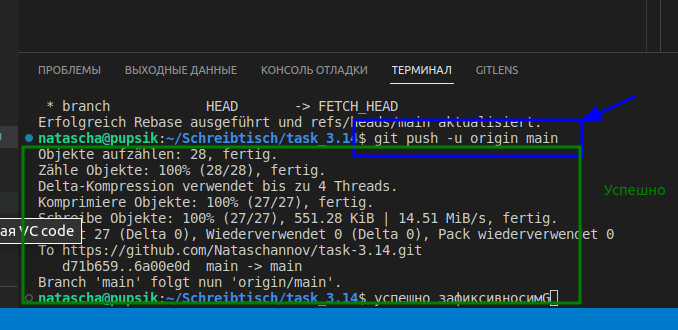 ПРОБЛЕМЫ ВЫХОДНЫЕ ДАННЫЕ КОНСОЛЬ ОТЛАДКИ ТЕРМИНАЛ GITLENS
* branch HEAD -> FETCH_HEAD
Erfolgreich Rebase ausgeführt und refs/heads/main aktualisiert.
natascha@pupsik:~/Schreibtisch/task_3.14$ git push -u origin main
Objekte aufzählen: 28, fertig.
Zähle Objekte: 100% (28/28), fertig.
Delta-Kompression verwendet bis zu 4 Threads.
Komprimiere Objekte: 100% (27/27), fertig.
Успешно
Schreibe Objekte: 100% (27/27), 551.28 KiB | 14.51 MiB/s, fertig.
ая VC code
t 27 (Delta 0), Wiederverwendet 0 (Delta 0), Pack wiederverwendet 0
To https://github.com/Nataschannov/task-3.14.git
d71b659..6a00e0d main -> main
Branch 'main' folgt nun 'origin/main'.
natascha@pupsik:~/Schreibtisch/task_3.14$ успешно зафиксивносимG